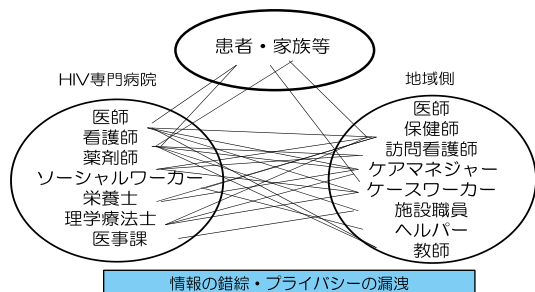 患者・家族等
HIV専門病院
医師
看護師
薬剤師
ソーシャルワーカー
栄養士
理学療法士
医事課
地域側
医師
保健師
訪問看護師
ケアマネジャー
ケースワーカー
施設職員
ヘルパー
教師
情報の錯綜・プライバシーの漏洩